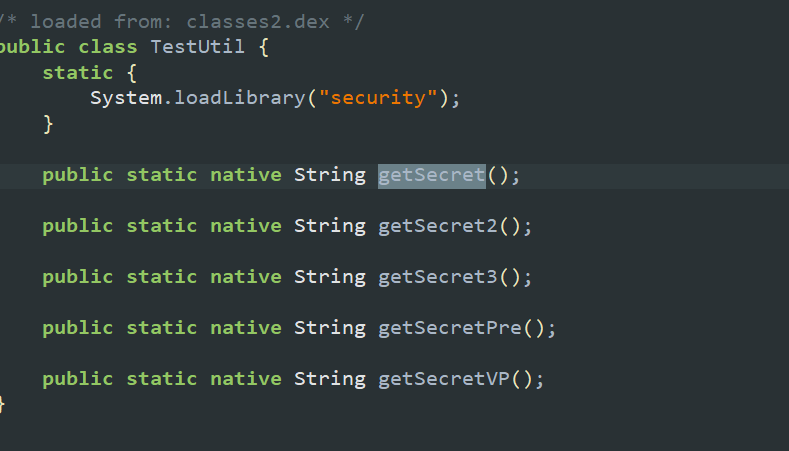 /* loaded from: classes2.dex */
public class TestUtil {
    static {
        System.loadLibrary("security");
    }
    public static native String getSecret();
    public static native String getSecret2();
    public static native String getSecret3();
    public static native String getSecretPre();
    public static native String getSecretVP();
}